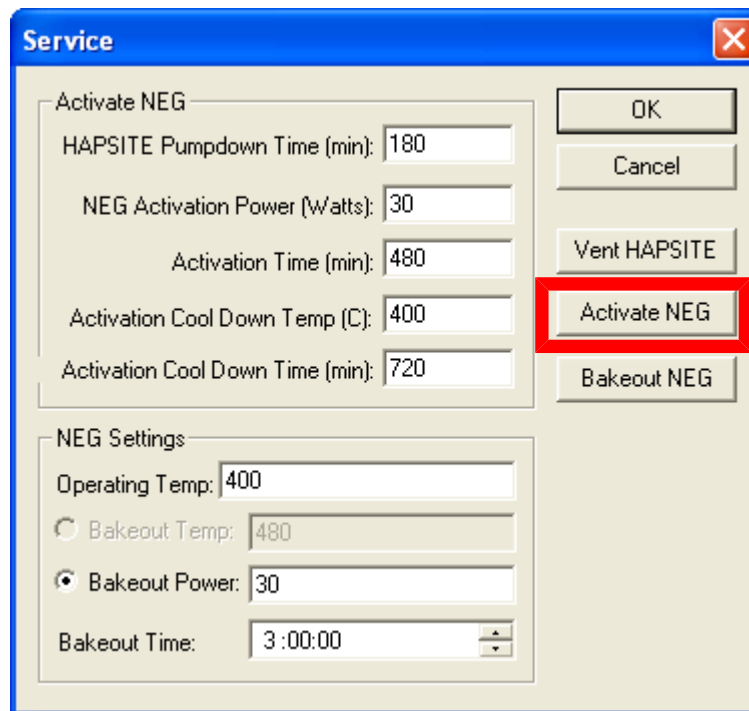 Service
Activate NEG
HAPSITE Pumpdown Time (min): 180
NEG Activation Power (Watts): 30
Activation Time (min): 480
Activation Cool Down Temp (C): 400
Activation Cool Down Time (min): 720
NEG Settings
Operating Temp: 400
Bakeout Temp: 480
Bakeout Power: 30
Bakeout Time: 3 :00:00
OK
Cancel
Vent HAPSITE
Activate NEG
Bakeout NEG